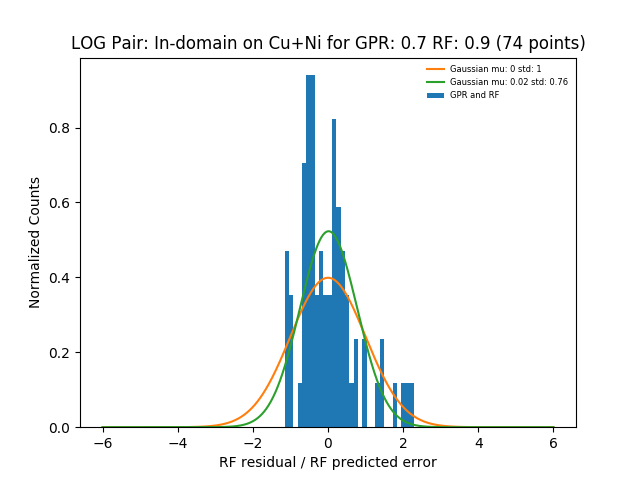 LOG Pair: In-domain on Cu+Ni for GPR: 0.7 RF: 0.9 (74 points)
Gaussian mu: 0 std: 1
Gaussian mu: 0.02 std: 0.76
GPR and RF
Normalized Counts
0.8
0.6
0.4
0.2
0.0
−6 −4 −2 0 2 4 6
RF residual / RF predicted error